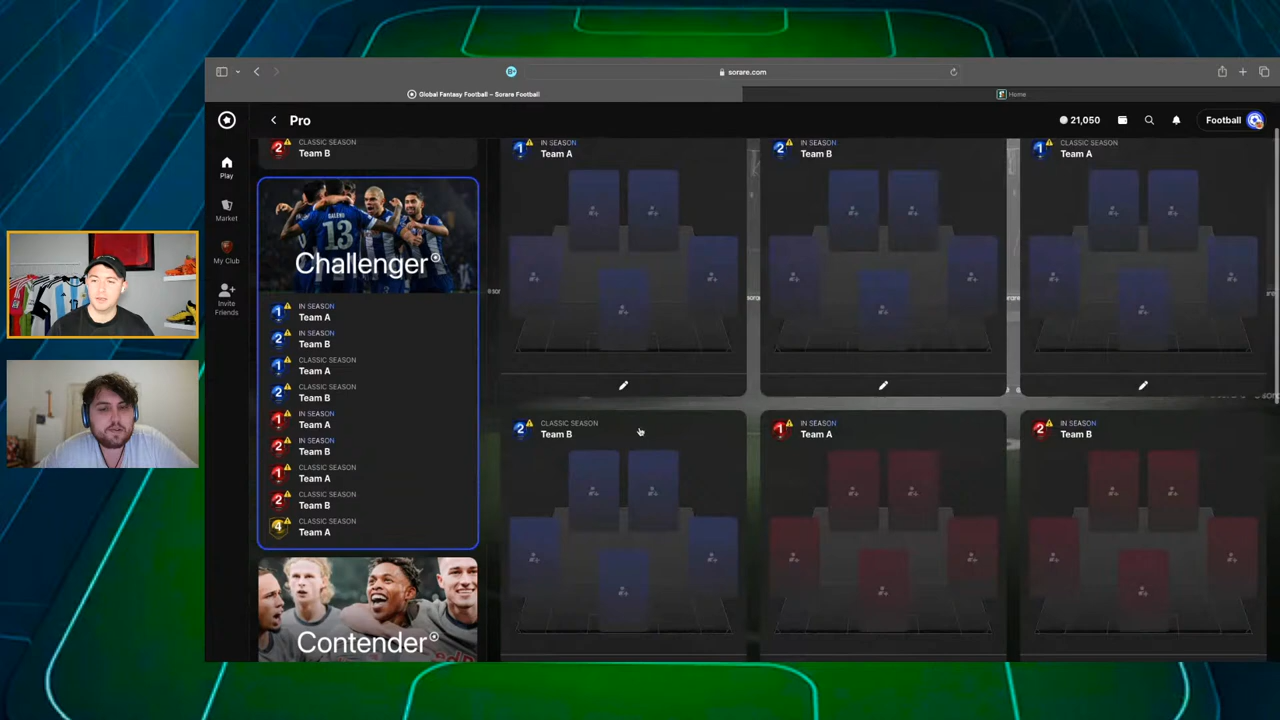 sorare.com
Global Fantasy Football – Sorare Football
Home
Pro
21,050
Football
Play
Market
My Club
Invite
Friends
CLASSIC SEASON
2 Team B
13
Challenger
IN SEASON
1 Team A
IN SEASON
2 Team B
CLASSIC SEASON
1 Team A
CLASSIC SEASON
2 Team B
IN SEASON
1 Team A
IN SEASON
2 Team B
CLASSIC SEASON
1 Team A
CLASSIC SEASON
2 Team B
CLASSIC SEASON
4 Team A
Contender
IN SEASON
1 Team A
IN SEASON
2 Team B
CLASSIC SEASON
1 Team A
CLASSIC SEASON
2 Team B
IN SEASON
1 Team A
IN SEASON
2 Team B